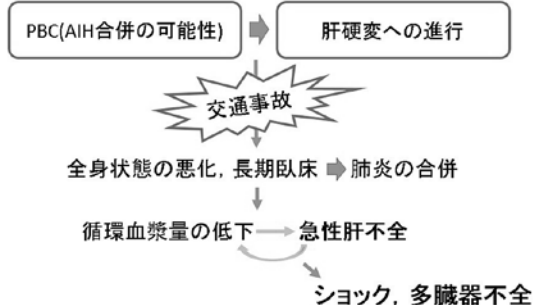 PBC(AIH合併の可能性)
肝硬変への進行
交通事故
全身状態の悪化, 長期臥床
肺炎の合併
循環血漿量の低下
急性肝不全
ショック, 多臓器不全